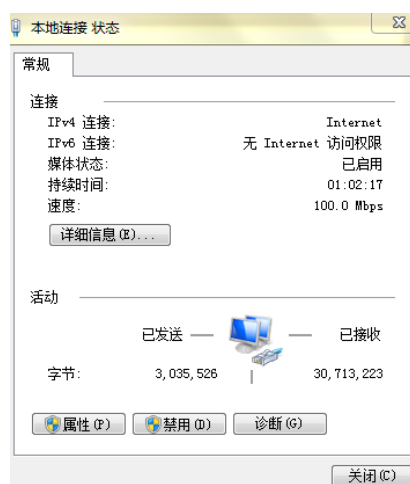 本地连接 状态
常规
连接
IPv4 连接: Internet
IPv6 连接: 无 Internet 访问权限
媒体状态: 已启用
持续时间: 01:02:17
速度: 100.0 Mbps
详细信息(E)...
活动
已发送 — — 已接收
字节: 3,035,526 | 30,713,223
属性(P) 禁用(D) 诊断(G)
关闭(C)